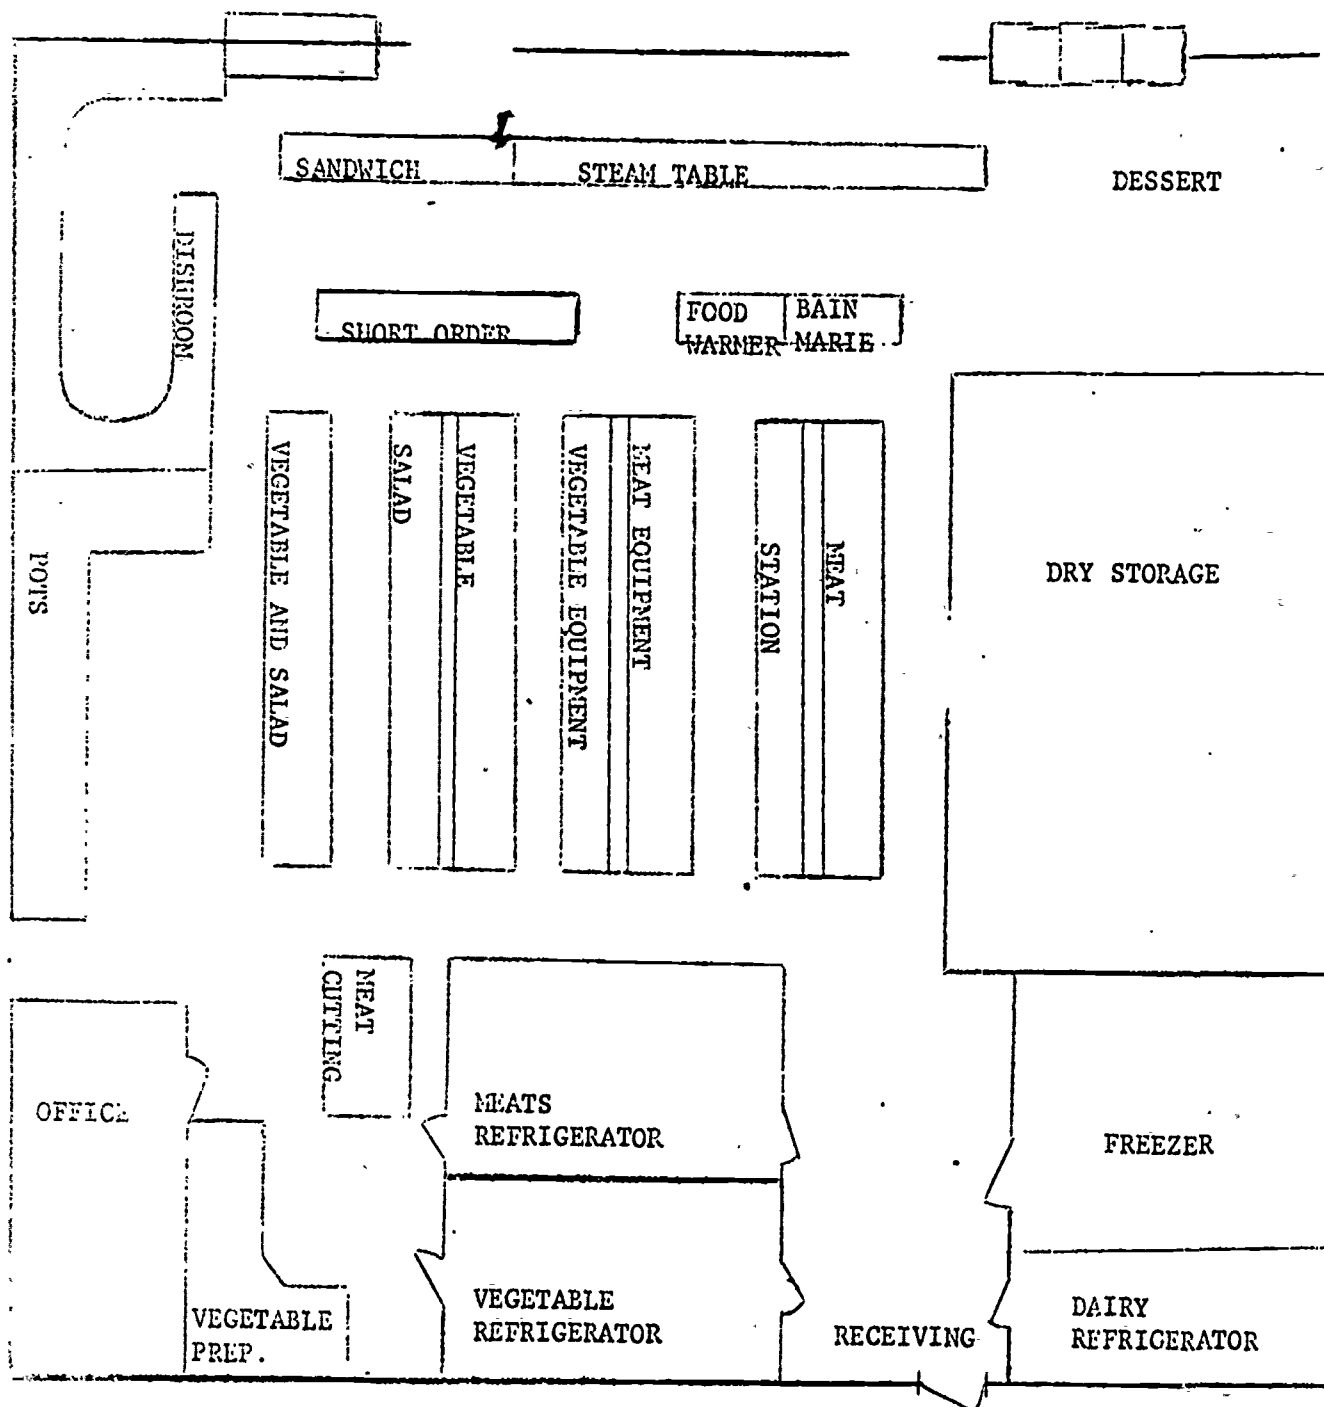 SANDWICH
STEAM TABLE
DESSERT
DISHROOM
SHORT ORDER
FOOD
WARMER
BAIN
MARIE
POTS
VEGETABLE AND SALAD
SALAD
VEGETABLE
VEGETABLE EQUIPMENT
MEAT EQUIPMENT
STATION
MEAT
DRY STORAGE
MEAT
CUTTING
OFFICE
MEATS
REFRIGERATOR
FREEZER
VEGETABLE
PREP.
VEGETABLE
REFRIGERATOR
RECEIVING
DAIRY
REFRIGERATOR